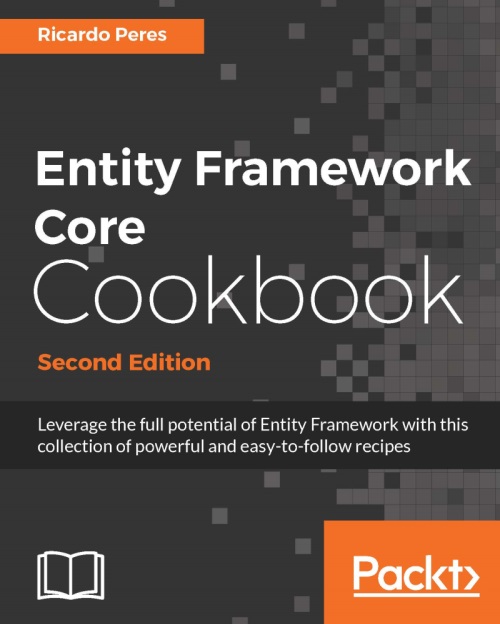 Ricardo Peres
Entity Framework
Core
Cookbook
Second Edition
Leverage the full potential of Entity Framework with this
collection of powerful and easy-to-follow recipes
Packt>